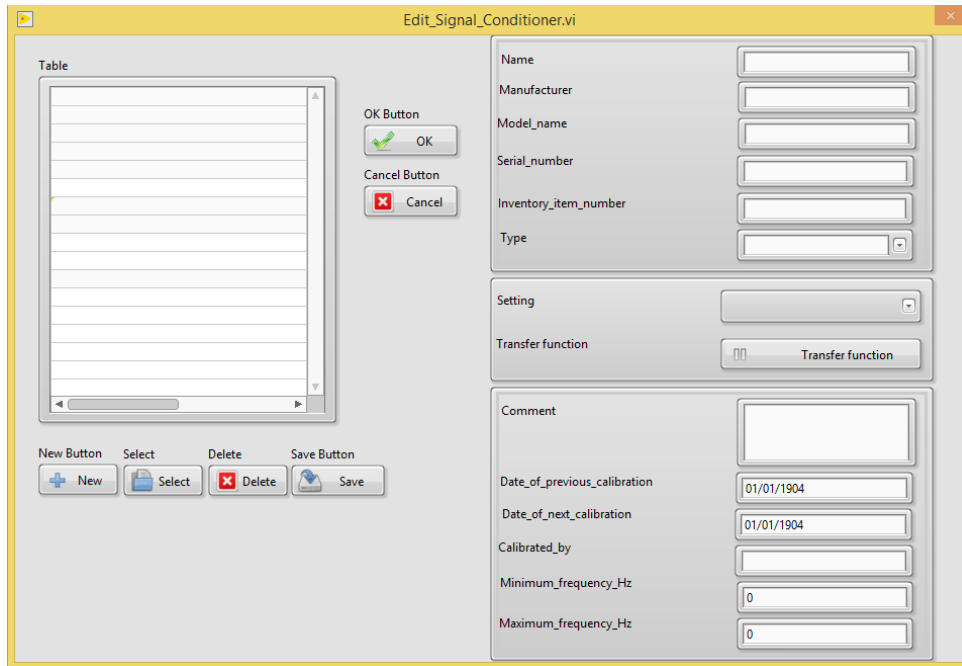 Edit_Signal_Conditioner.vi
Table
OK Button
OK
Cancel Button
Cancel
New Button
Select
Delete
Save Button
New
Select
Delete
Save
Name
Manufacturer
Model_name
Serial_number
Inventory_item_number
Type
Setting
Transfer function
Transfer function
Comment
Date_of_previous_calibration
01/01/1904
Date_of_next_calibration
01/01/1904
Calibrated_by
Minimum_frequency_Hz
0
Maximum_frequency_Hz
0